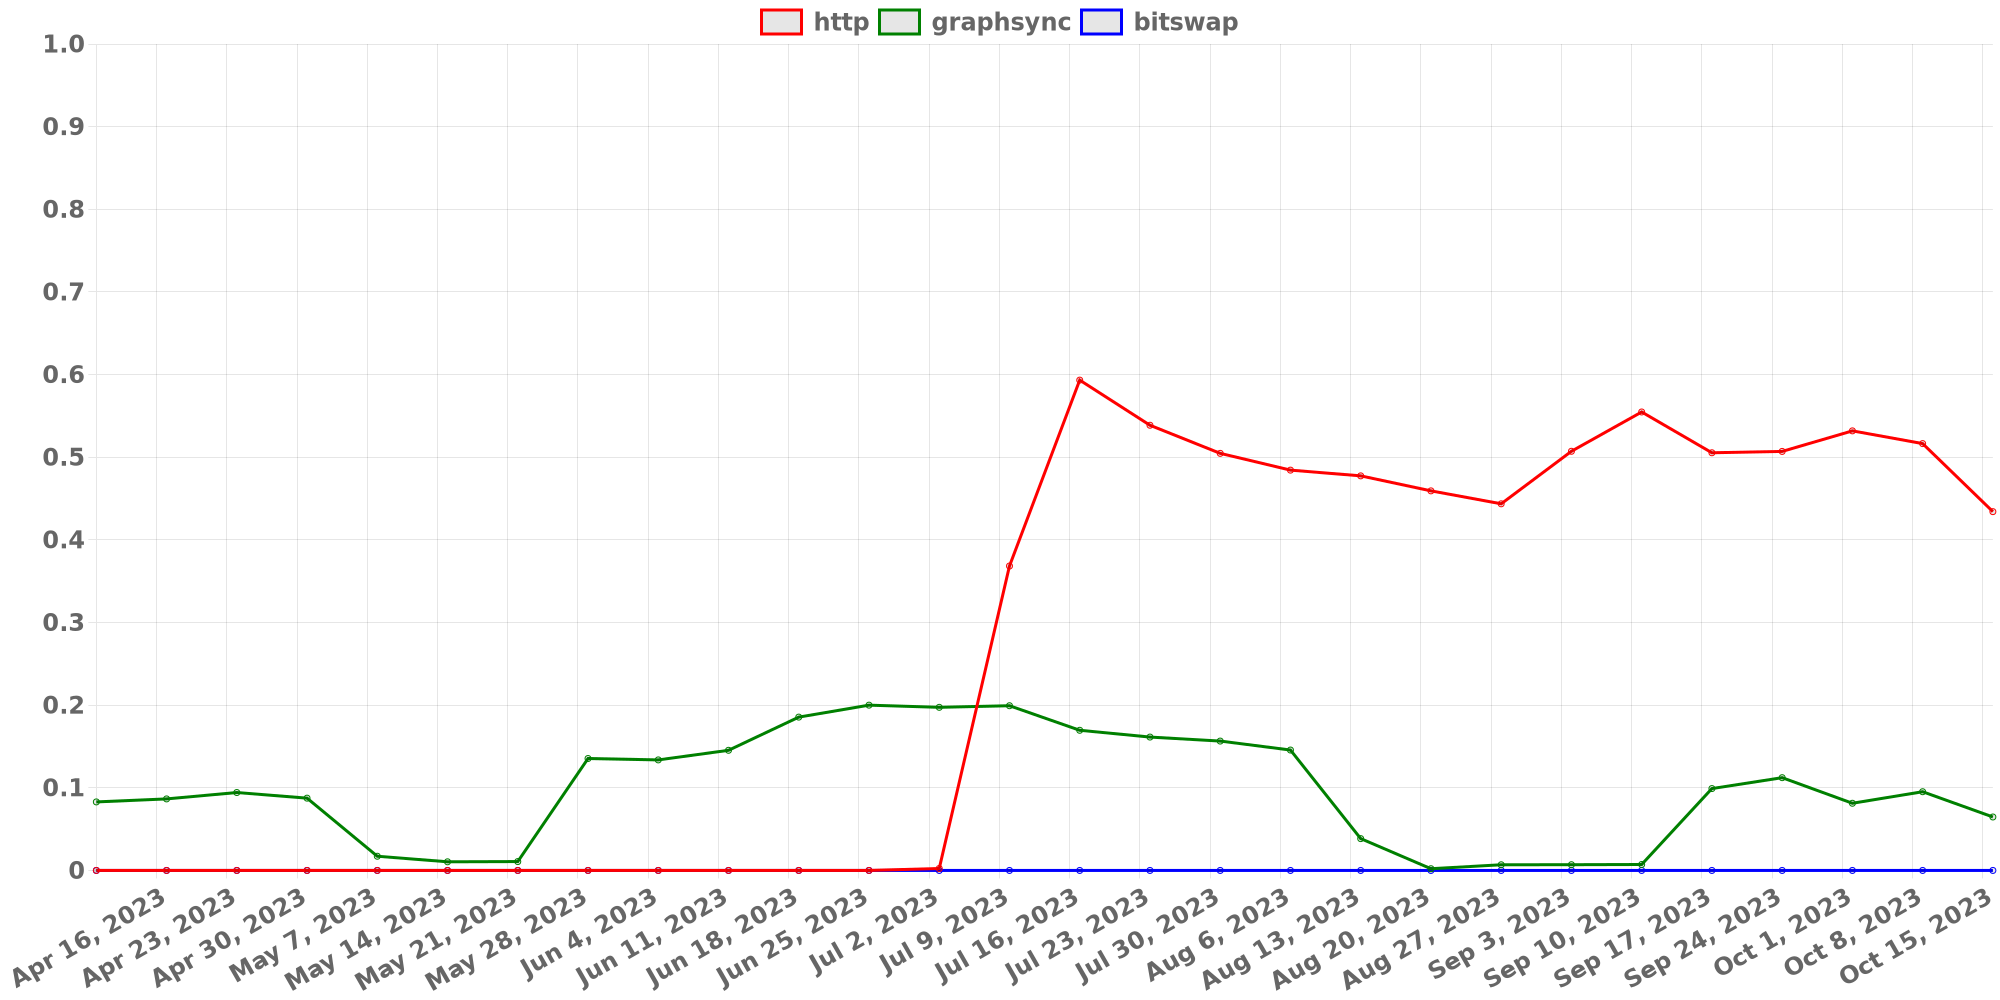 http graphsync bitswap
1.0
0.9
0.8
0.7
0.6
0.5
0.4
0.3
0.2
0.1
0
Apr 16, 2023
Apr 23, 2023
Apr 30, 2023
May 7, 2023
May 14, 2023
May 21, 2023
May 28, 2023
Jun 4, 2023
Jun 11, 2023
Jun 18, 2023
Jun 25, 2023
Jul 2, 2023
Jul 9, 2023
Jul 16, 2023
Jul 23, 2023
Jul 30, 2023
Aug 6, 2023
Aug 13, 2023
Aug 20, 2023
Aug 27, 2023
Sep 3, 2023
Sep 10, 2023
Sep 17, 2023
Sep 24, 2023
Oct 1, 2023
Oct 8, 2023
Oct 15, 2023